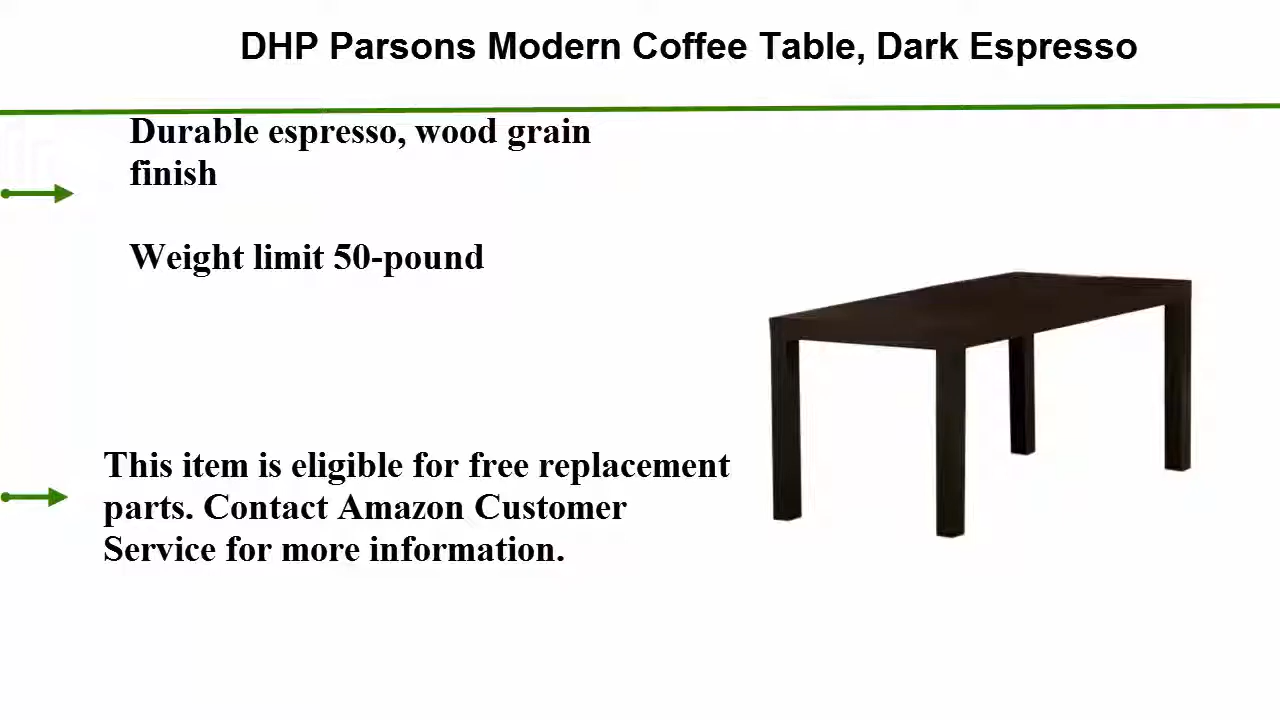 DHP Parsons Modern Coffee Table, Dark Espresso
Durable espresso, wood grain
finish
Weight limit 50-pound
This item is eligible for free replacement
parts. Contact Amazon Customer
Service for more information.